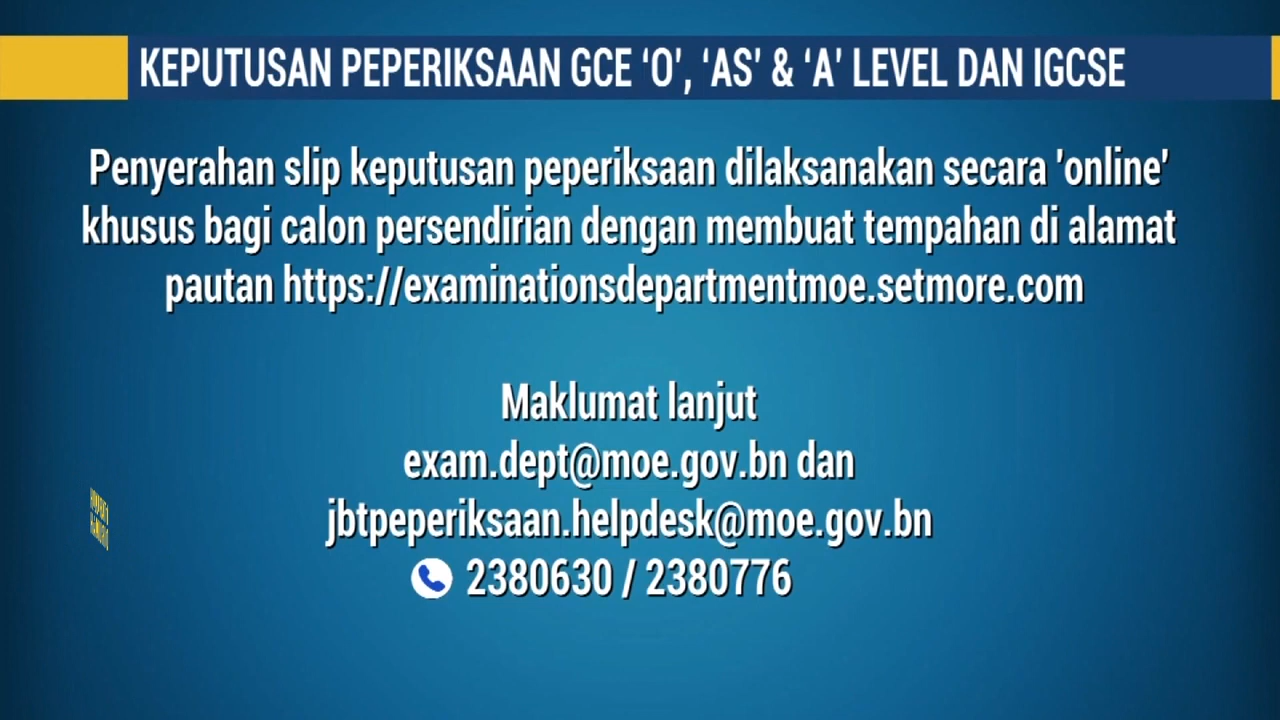 KEPUTUSAN PEPERIKSAAN GCE ‘O’, ‘AS’ & ‘A’ LEVEL DAN IGCSE
Penyerahan slip keputusan peperiksaan dilaksanakan secara 'online'
khusus bagi calon persendirian dengan membuat tempahan di alamat
pautan https://examinationsdepartmentmoe.setmore.com
Maklumat lanjut
exam.dept@moe.gov.bn dan
jbtpeperiksaan.helpdesk@moe.gov.bn
2380630 / 2380776